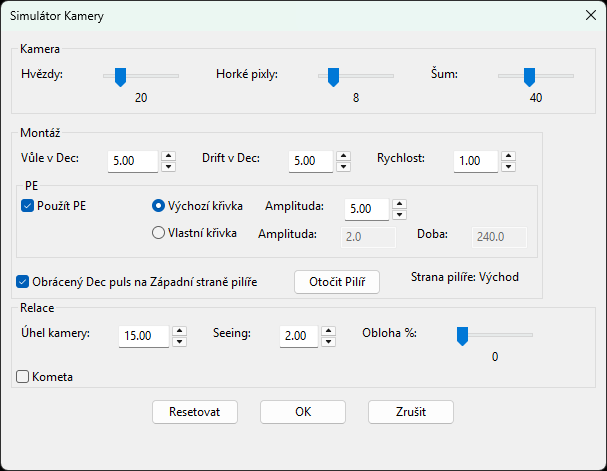 Simulátor Kamery
Kamera
Hvězdy: Horké pixly: Šum:
20 8 40
Montáž
Vůle v Dec: 5.00 Drift v Dec: 5.00 Rychlost: 1.00
PE
Použít PE Výchozí křivka Amplituda: 5.00
Vlastní křivka Amplituda: 2.0 Doba: 240.0
Obrácený Dec puls na Západní straně pilíře Otočit Pilíř Strana pilíře: Východ
Relace
Úhel kamery: 15.00 Seeing: 2.00 Obloha %:
0
Kometa
Resetovat OK Zrušit